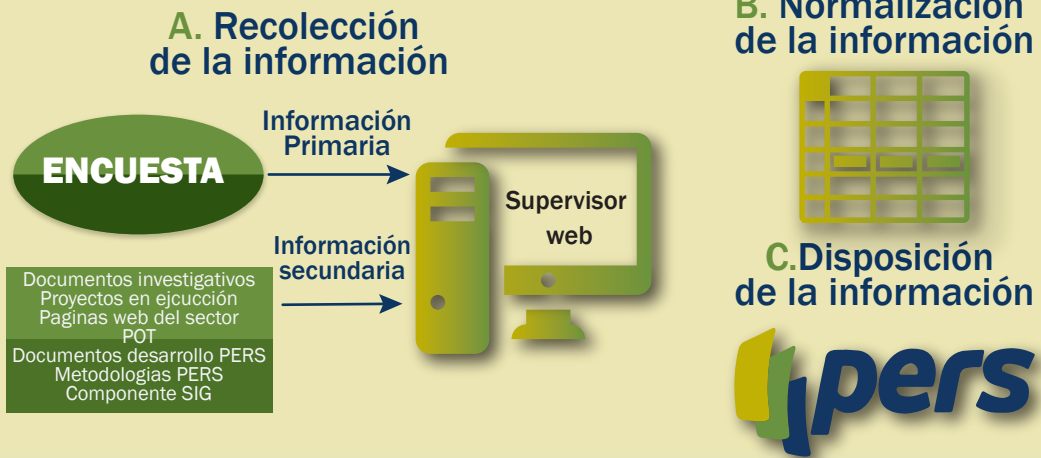 A. Recolección
de la información
Información
Primaria
ENCUESTA
Supervisor
web
Información
secundaria
Documentos investigativos
Proyectos en ejcucción
Paginas web del sector
POT
Documentos desarrollo PERS
Metodologias PERS
Componente SIG
B. Normalización
de la información
C.Disposición
de la información
pers